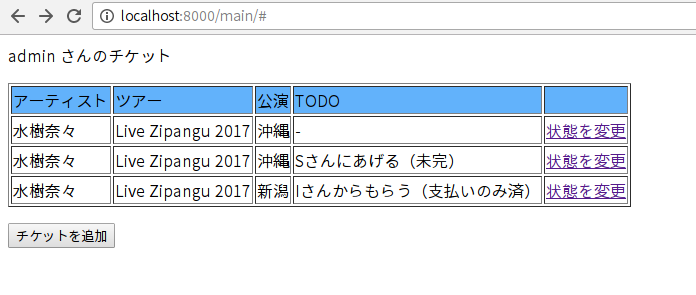 localhost:8000/main/#
admin さんのチケット
アーティスト ツアー 公演 TODO
水樹奈々 Live Zipangu 2017 沖縄 - 状態を変更
水樹奈々 Live Zipangu 2017 沖縄 Sさんにあげる（未完） 状態を変更
水樹奈々 Live Zipangu 2017 新潟 Iさんからもらう（支払いのみ済） 状態を変更
チケットを追加